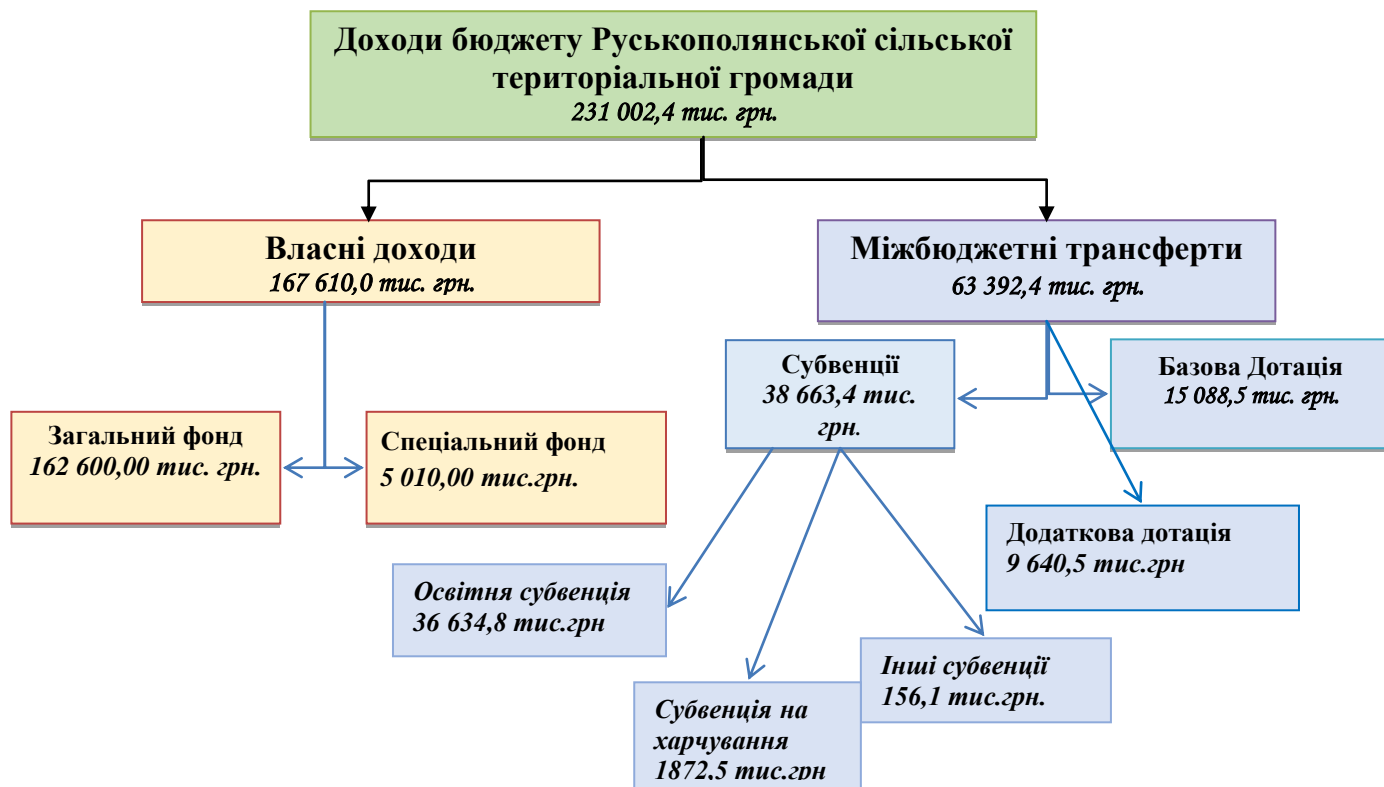 Доходи бюджету Руськополянської сільської
територіальної громади
231 002,4 тис. грн.
Власні доходи
167 610,0 тис. грн.
Міжбюджетні трансферти
63 392,4 тис. грн.
Субвенції
38 663,4 тис.
грн.
Базова Дотація
15 088,5 тис. грн.
Загальний фонд
162 600,00 тис. грн.
Спеціальний фонд
5 010,00 тис.грн.
Додаткова дотація
9 640,5 тис.грн
Освітня субвенція
36 634,8 тис.грн
Інші субвенції
156,1 тис.грн.
Субвенція на
харчування
1872,5 тис.грн